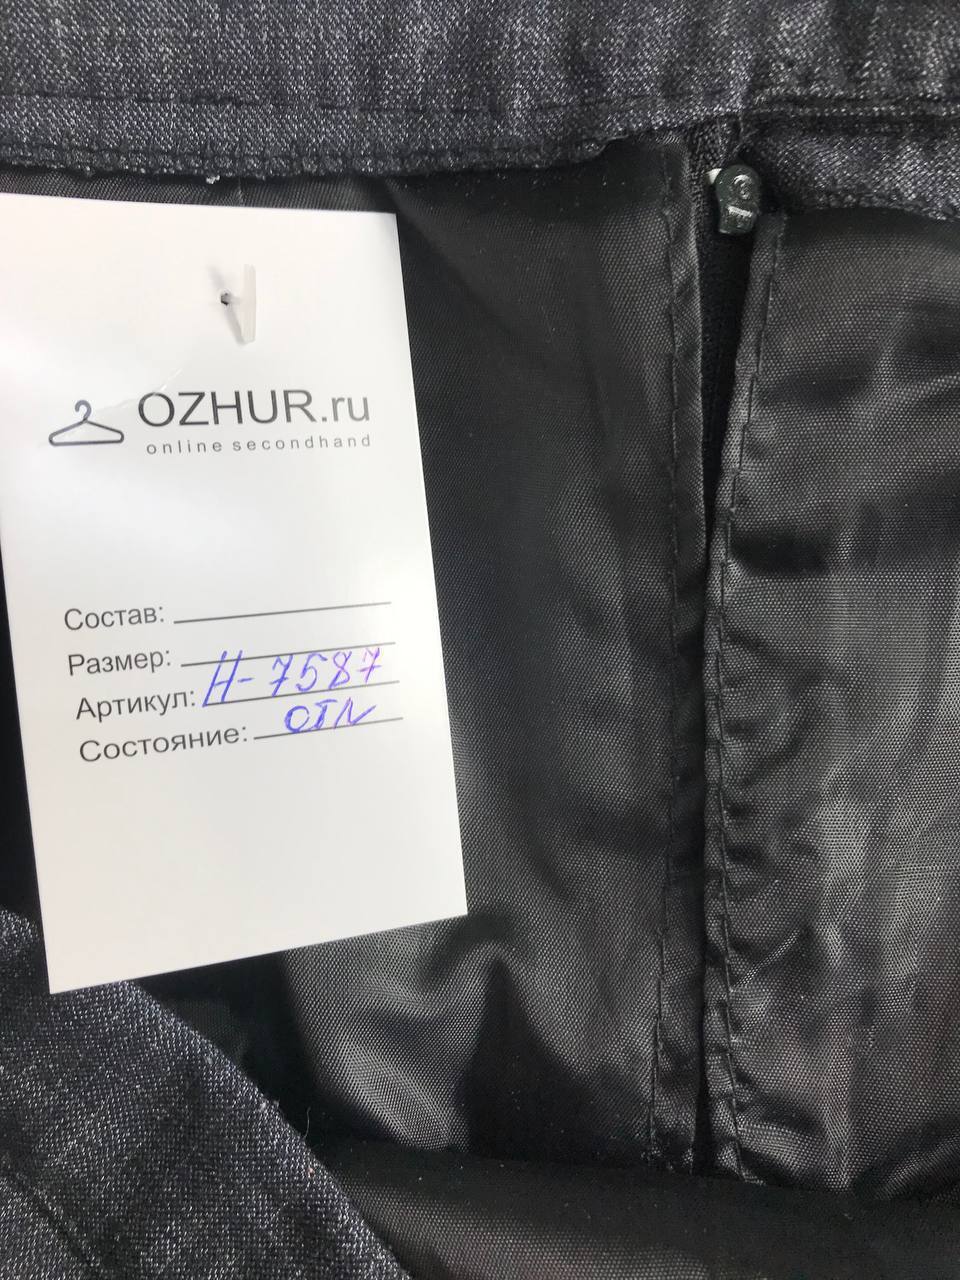 OZHUR.ru
online secondhand
Состав:
Размер:
Артикул: Н-7587
Состояние: ОТЛ